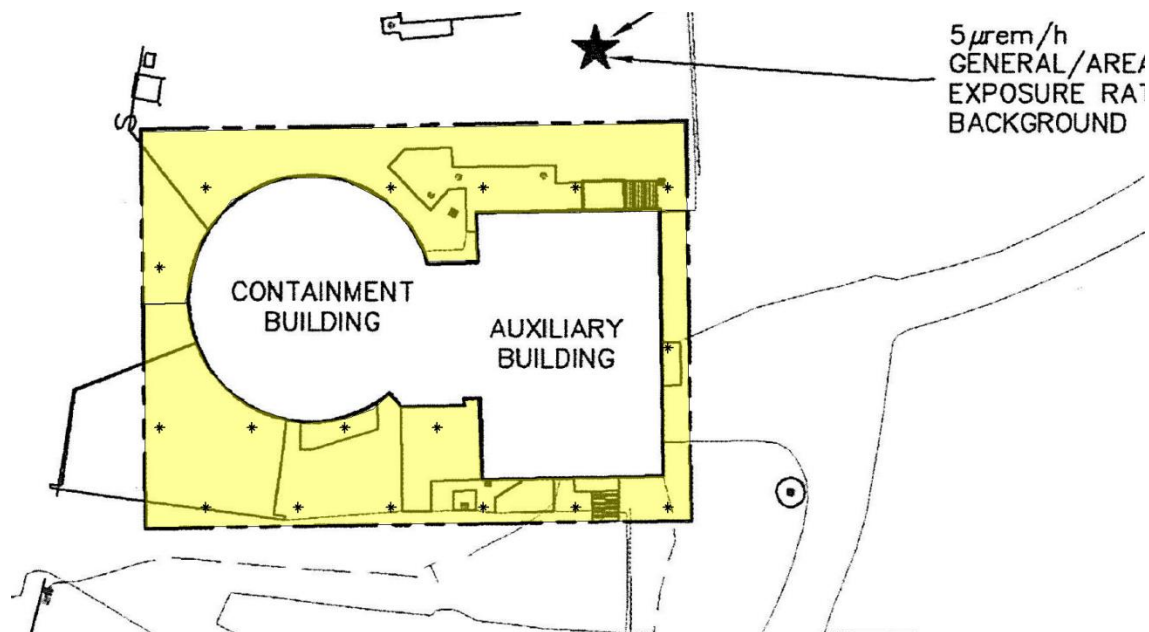 5μrem/h
GENERAL/AREA
EXPOSURE RAT
BACKGROUND
CONTAINMENT
BUILDING
AUXILIARY
BUILDING